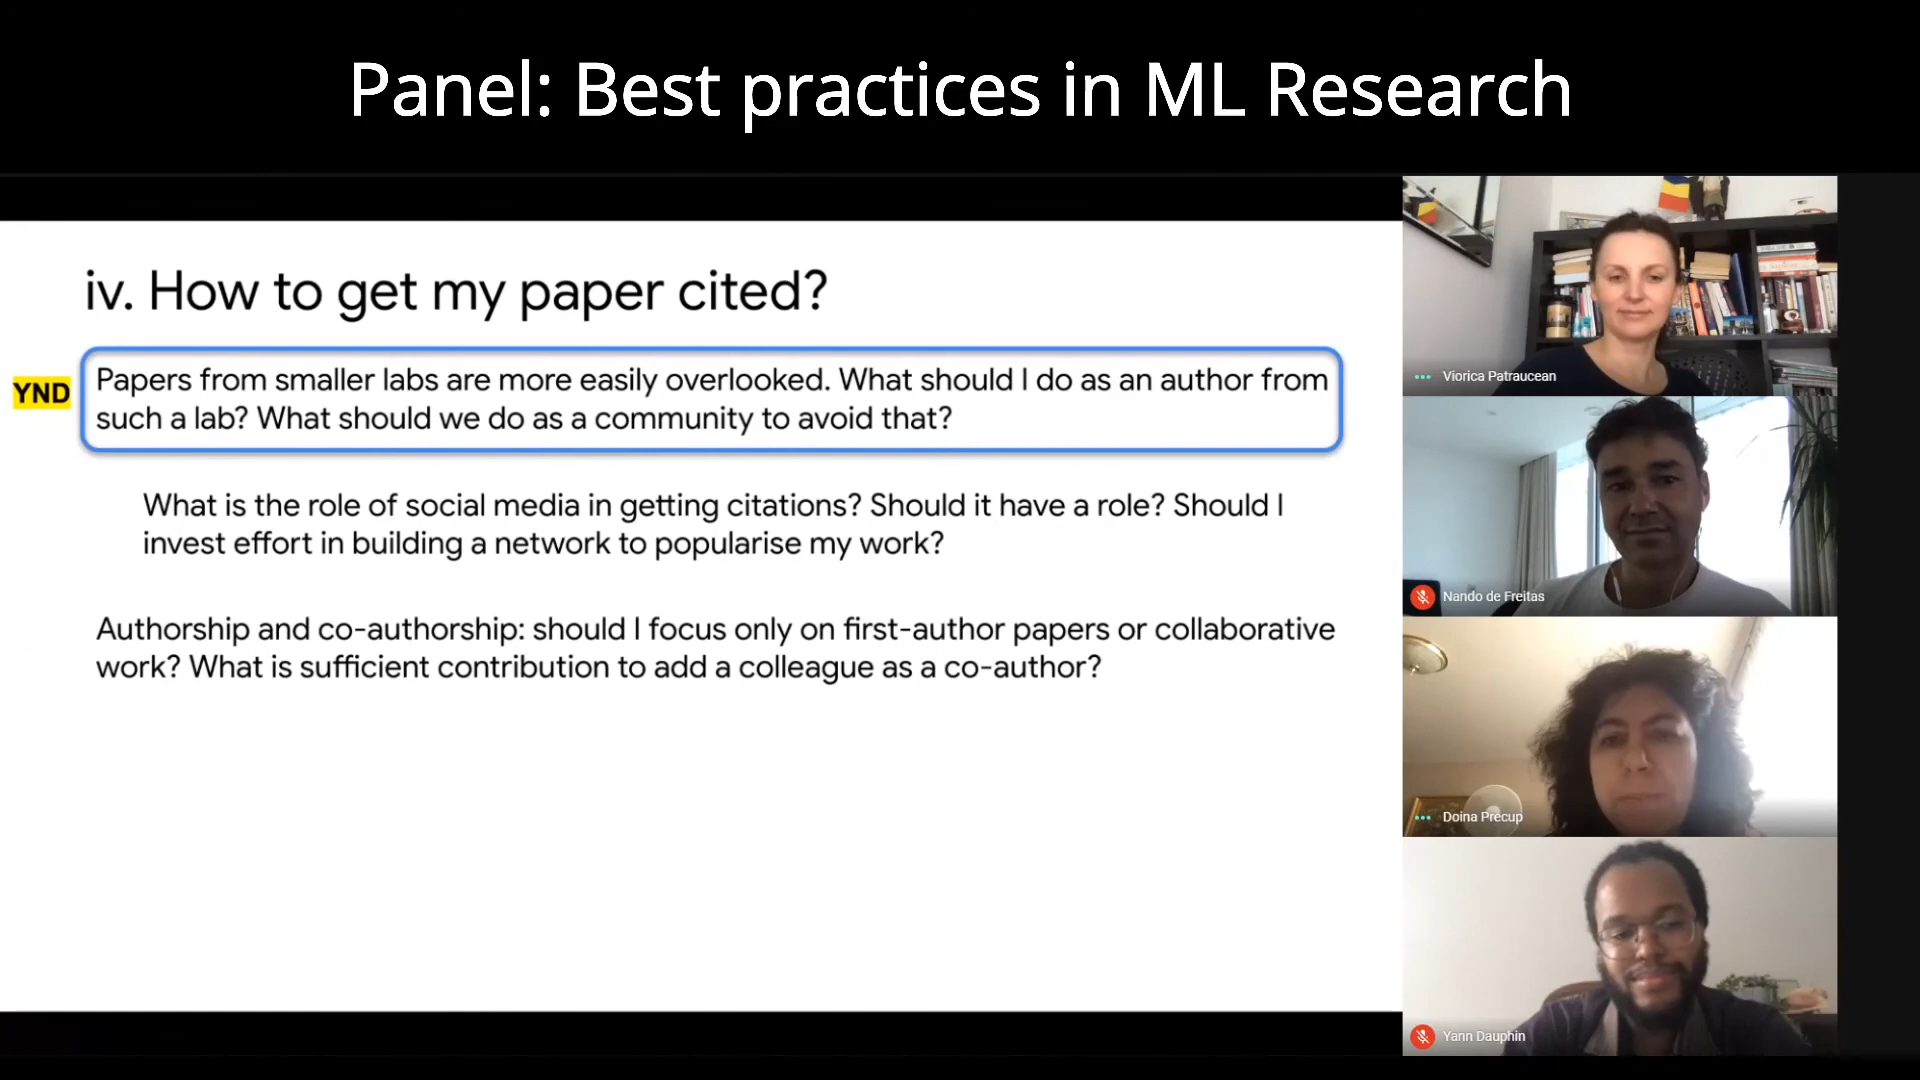 Panel: Best practices in ML Research
iv. How to get my paper cited?
YND
Papers from smaller labs are more easily overlooked. What should I do as an author from
such a lab? What should we do as a community to avoid that?
What is the role of social media in getting citations? Should it have a role? Should I
invest effort in building a network to popularise my work?
Authorship and co-authorship: should I focus only on first-author papers or collaborative
work? What is sufficient contribution to add a colleague as a co-author?
Viorica Patraucean
Nando de Freitas
Doina Precup
Yann Dauphin